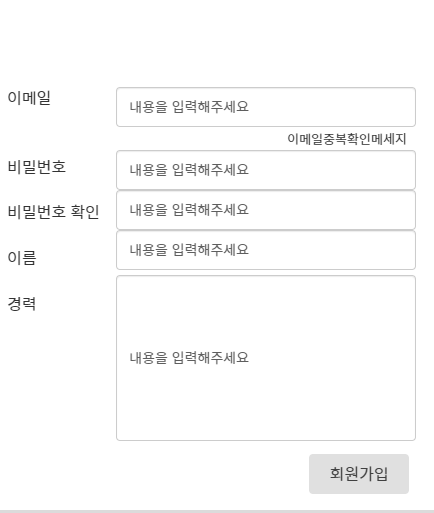 이메일
내용을 입력해주세요
이메일중복확인메세지
비밀번호
내용을 입력해주세요
비밀번호 확인
내용을 입력해주세요
이름
내용을 입력해주세요
경력
내용을 입력해주세요
회원가입